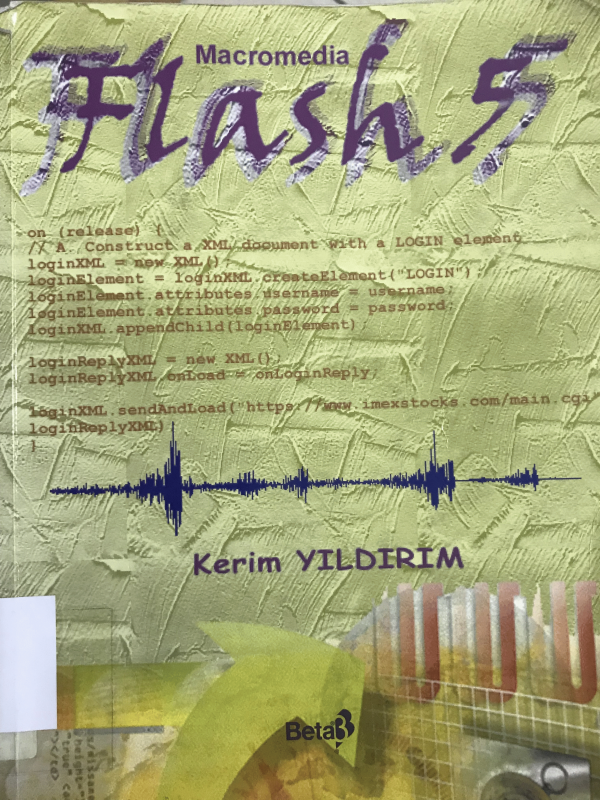 Macromedia
Flash 5
on (release) {
// A. Construct a XML document with a LOGIN element
loginXML = new XML();
loginElement = loginXML.createElement("LOGIN");
loginElement.attributes.username = username;
loginElement.attributes.password = password;
loginXML.appendChild(loginElement);
loginReplyXML = new XML();
loginReplyXML.onLoad = onLoginReply;
loginXML.sendAndLoad("https://www.imexstocks.com/main.cgi
loginReplyXML)
}
Kerim YILDIRIM
Beta